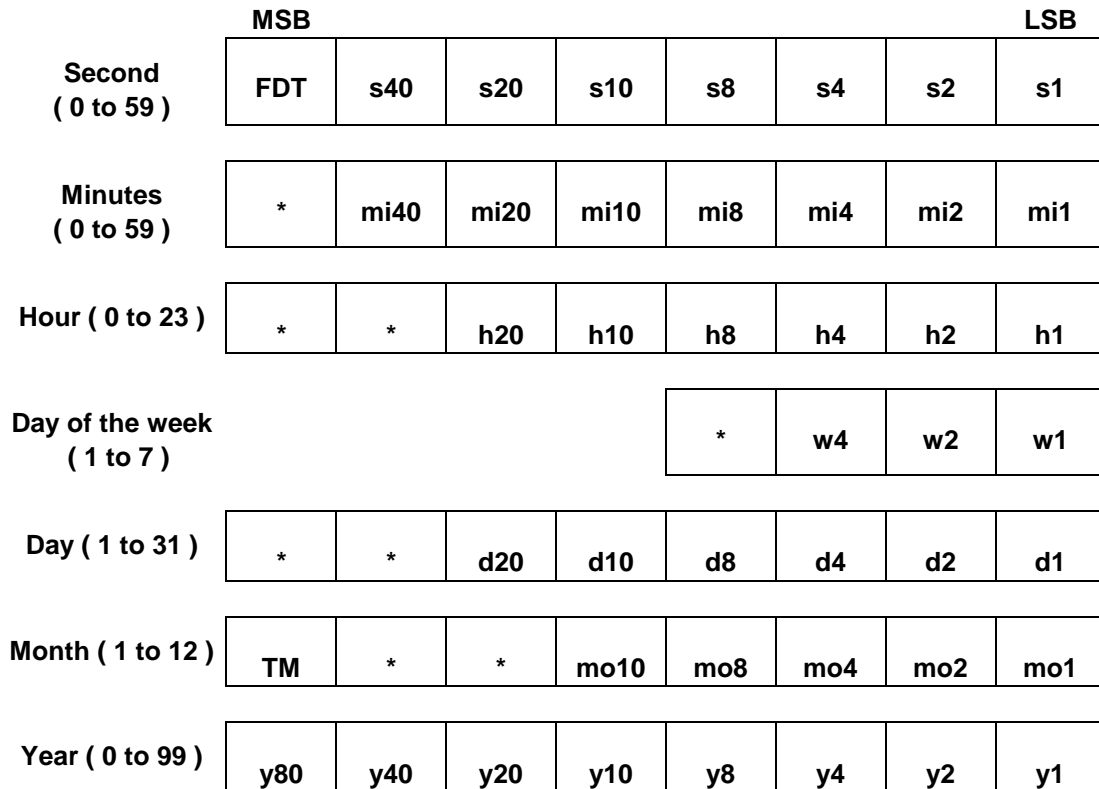 MSB LSB
Second
( 0 to 59 )
FDT s40 s20 s10 s8 s4 s2 s1
Minutes
( 0 to 59 )
* mi40 mi20 mi10 mi8 mi4 mi2 mi1
Hour ( 0 to 23 )
* * h20 h10 h8 h4 h2 h1
Day of the week
( 1 to 7 )
* w4 w2 w1
Day ( 1 to 31 )
* * d20 d10 d8 d4 d2 d1
Month ( 1 to 12 )
TM * * mo10 mo8 mo4 mo2 mo1
Year ( 0 to 99 )
y80 y40 y20 y10 y8 y4 y2 y1